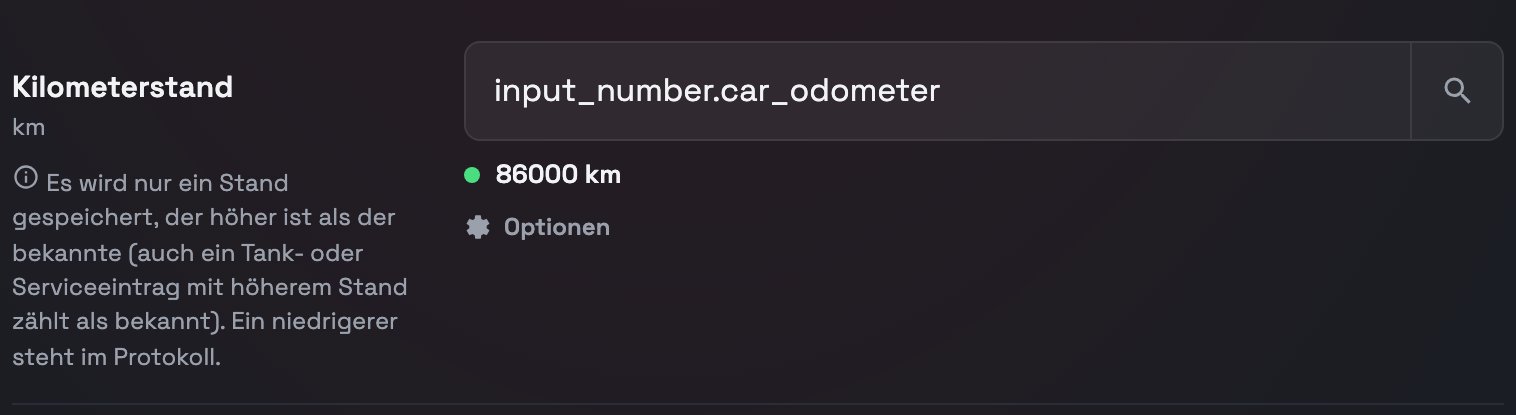 Kilometerstand
km
Es wird nur ein Stand
gespeichert, der höher ist als der
bekannte (auch ein Tank- oder
Serviceeintrag mit höherem Stand
zählt als bekannt). Ein niedrigerer
steht im Protokoll.
input_number.car_odometer
86000 km
Optionen